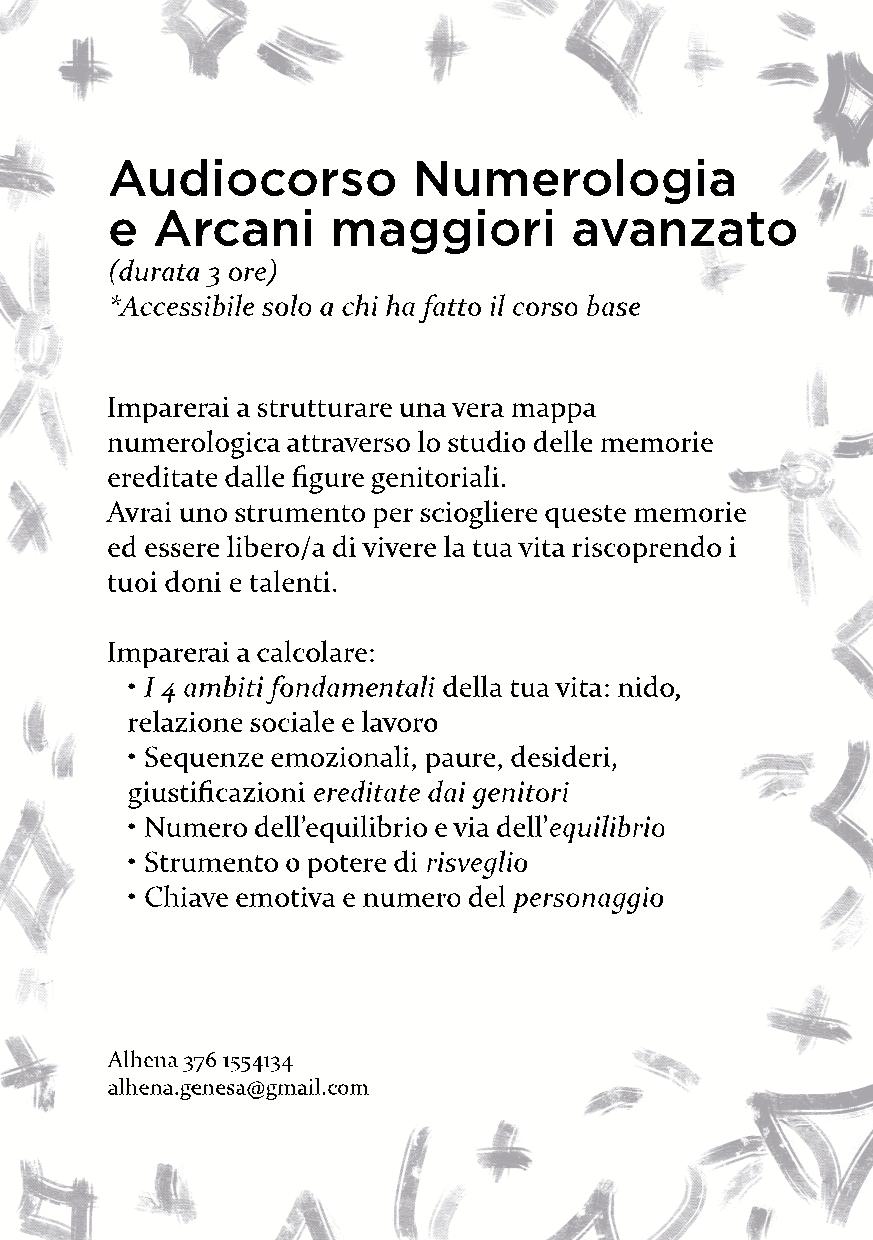 Audiocorso Numerologia
e Arcani maggiori avanzato
(durata 3 ore)
*Accessibile solo a chi ha fatto il corso base
Imparerai a strutturare una vera mappa
numerologica attraverso lo studio delle memorie
ereditate dalle figure genitoriali.
Avrai uno strumento per sciogliere queste memorie
ed essere libero/a di vivere la tua vita riscoprendo i
tuoi doni e talenti.
Imparerai a calcolare:
• I 4 ambiti fondamentali della tua vita: nido,
relazione sociale e lavoro
• Sequenze emozionali, paure, desideri,
giustificazioni ereditate dai genitori
• Numero dell'equilibrio e via dell'equilibrio
• Strumento o potere di risveglio
• Chiave emotiva e numero del personaggio
Alhena 376 1554134
alhena.genesa@gmail.com